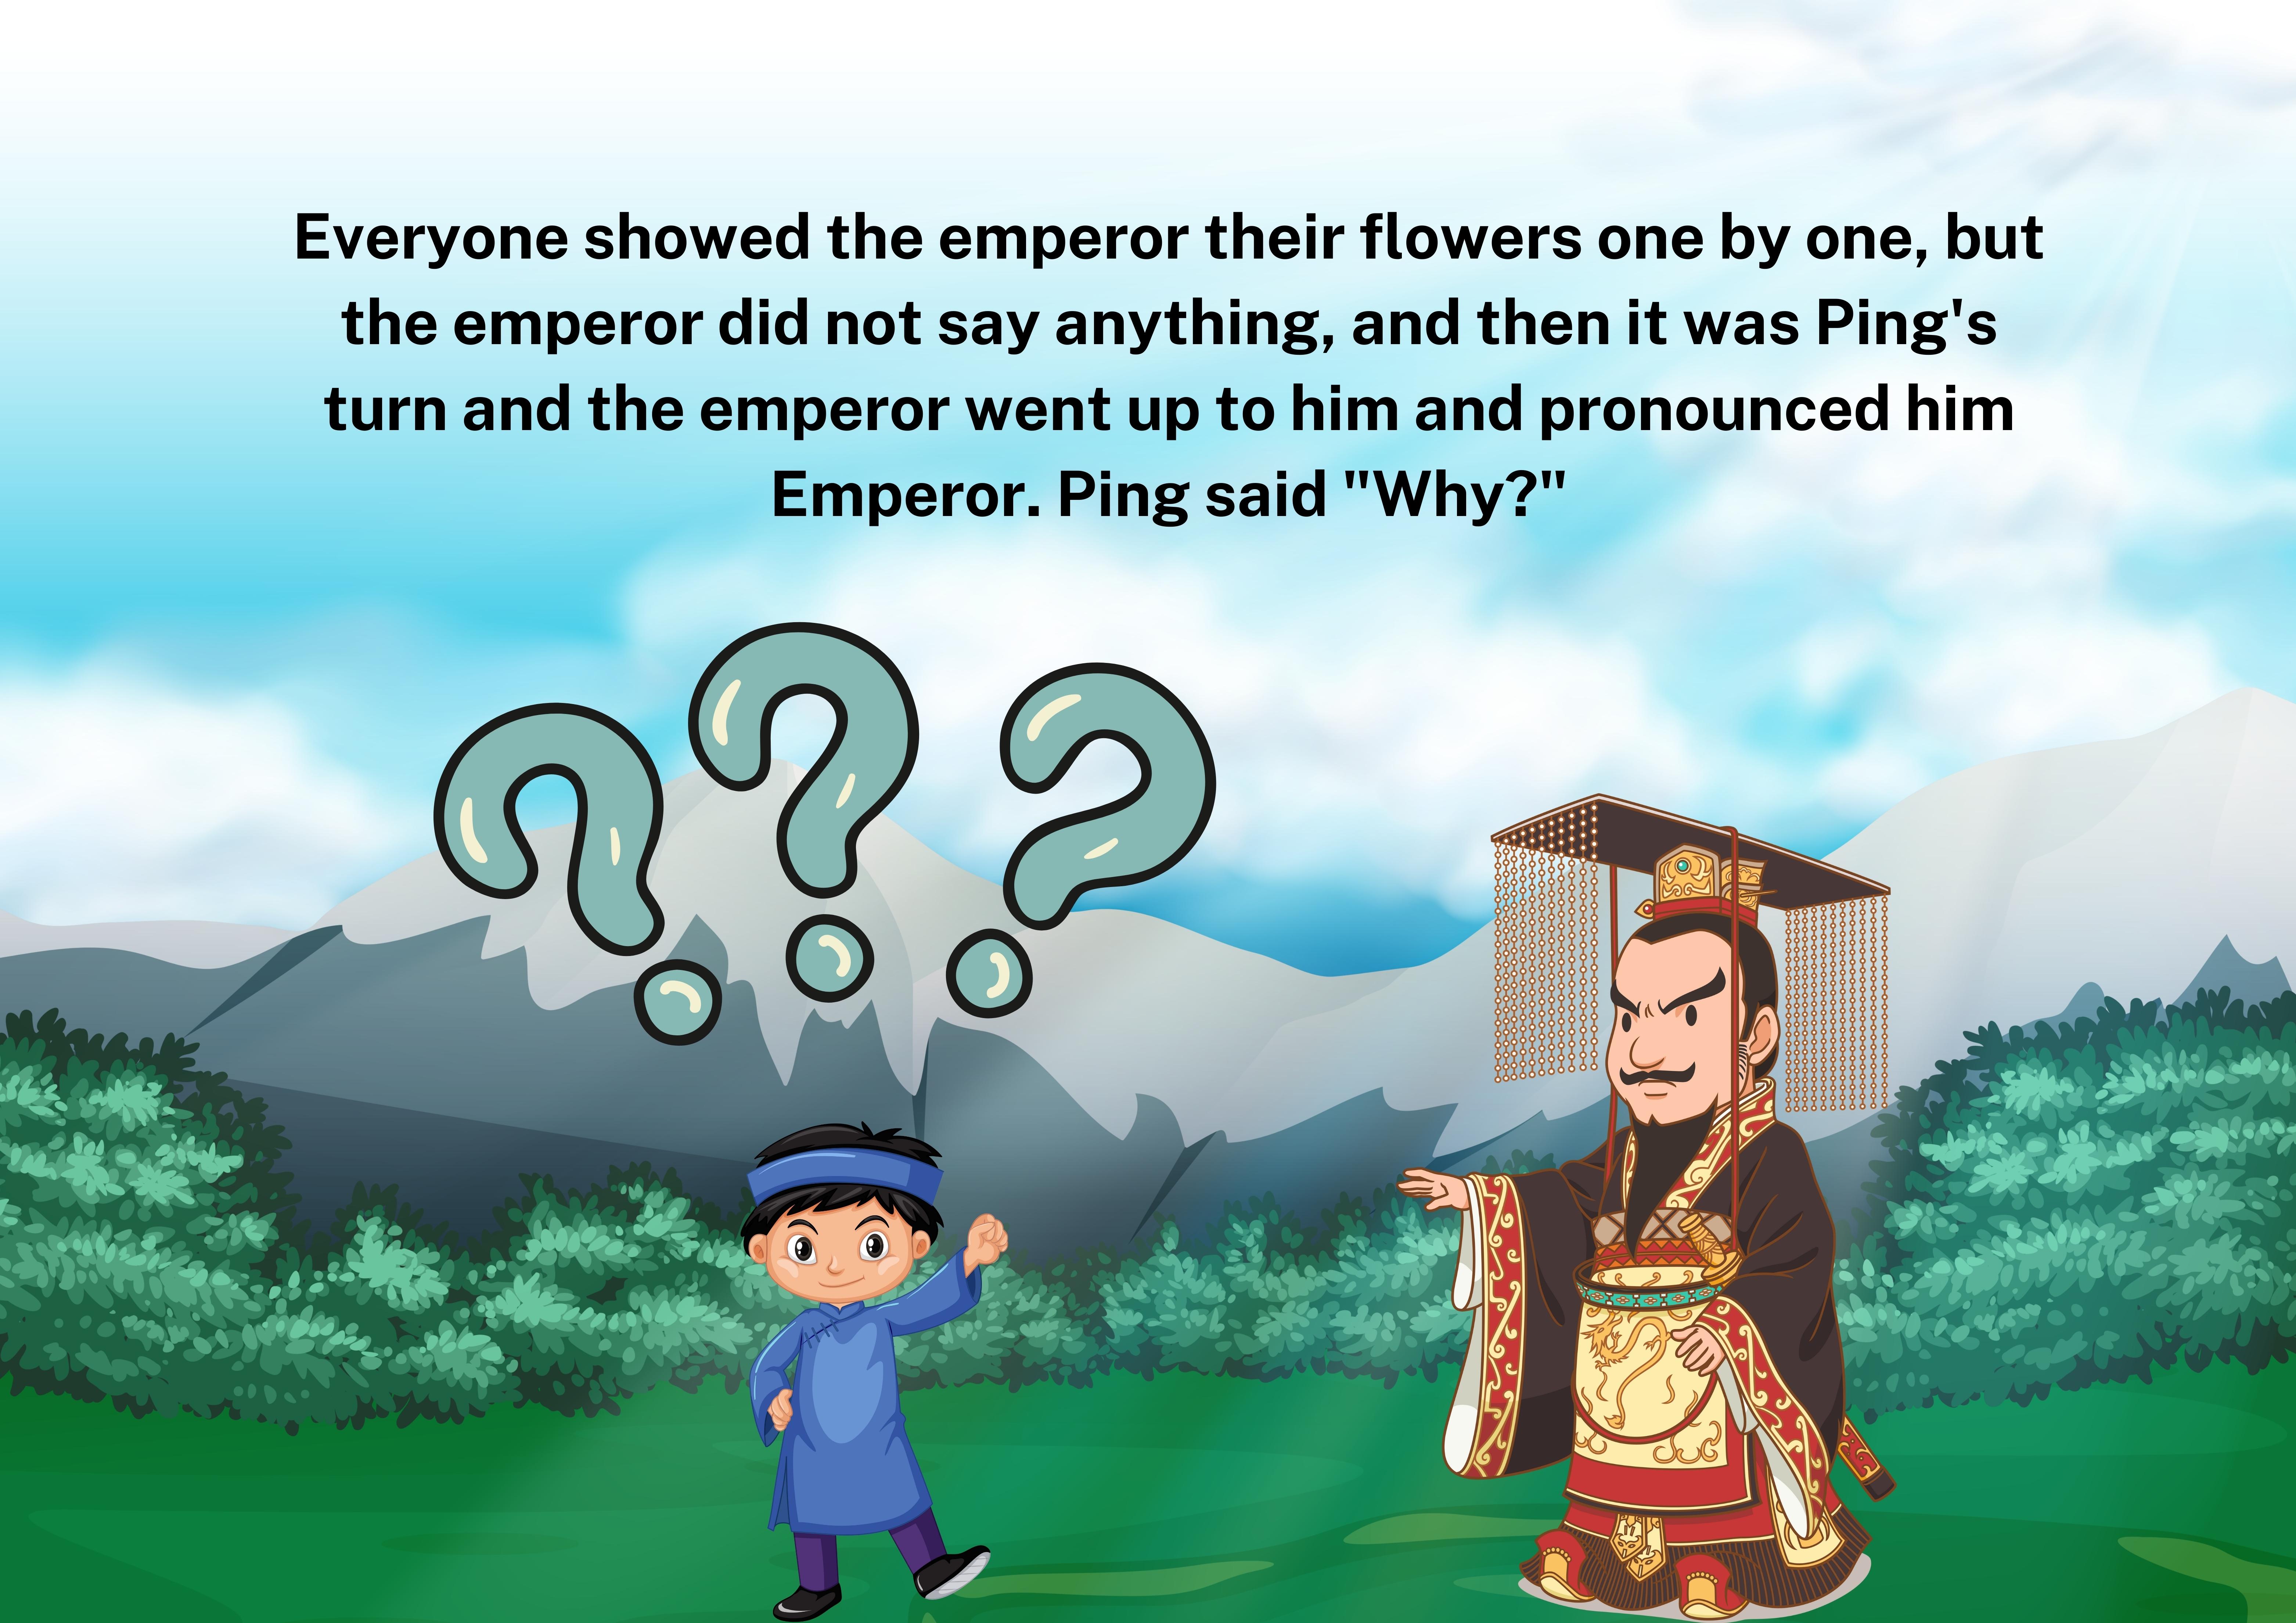 Everyone showed the emperor their flowers one by one, but
the emperor did not say anything, and then it was Ping's
turn and the emperor went up to him and pronounced him
Emperor. Ping said "Why?"
???